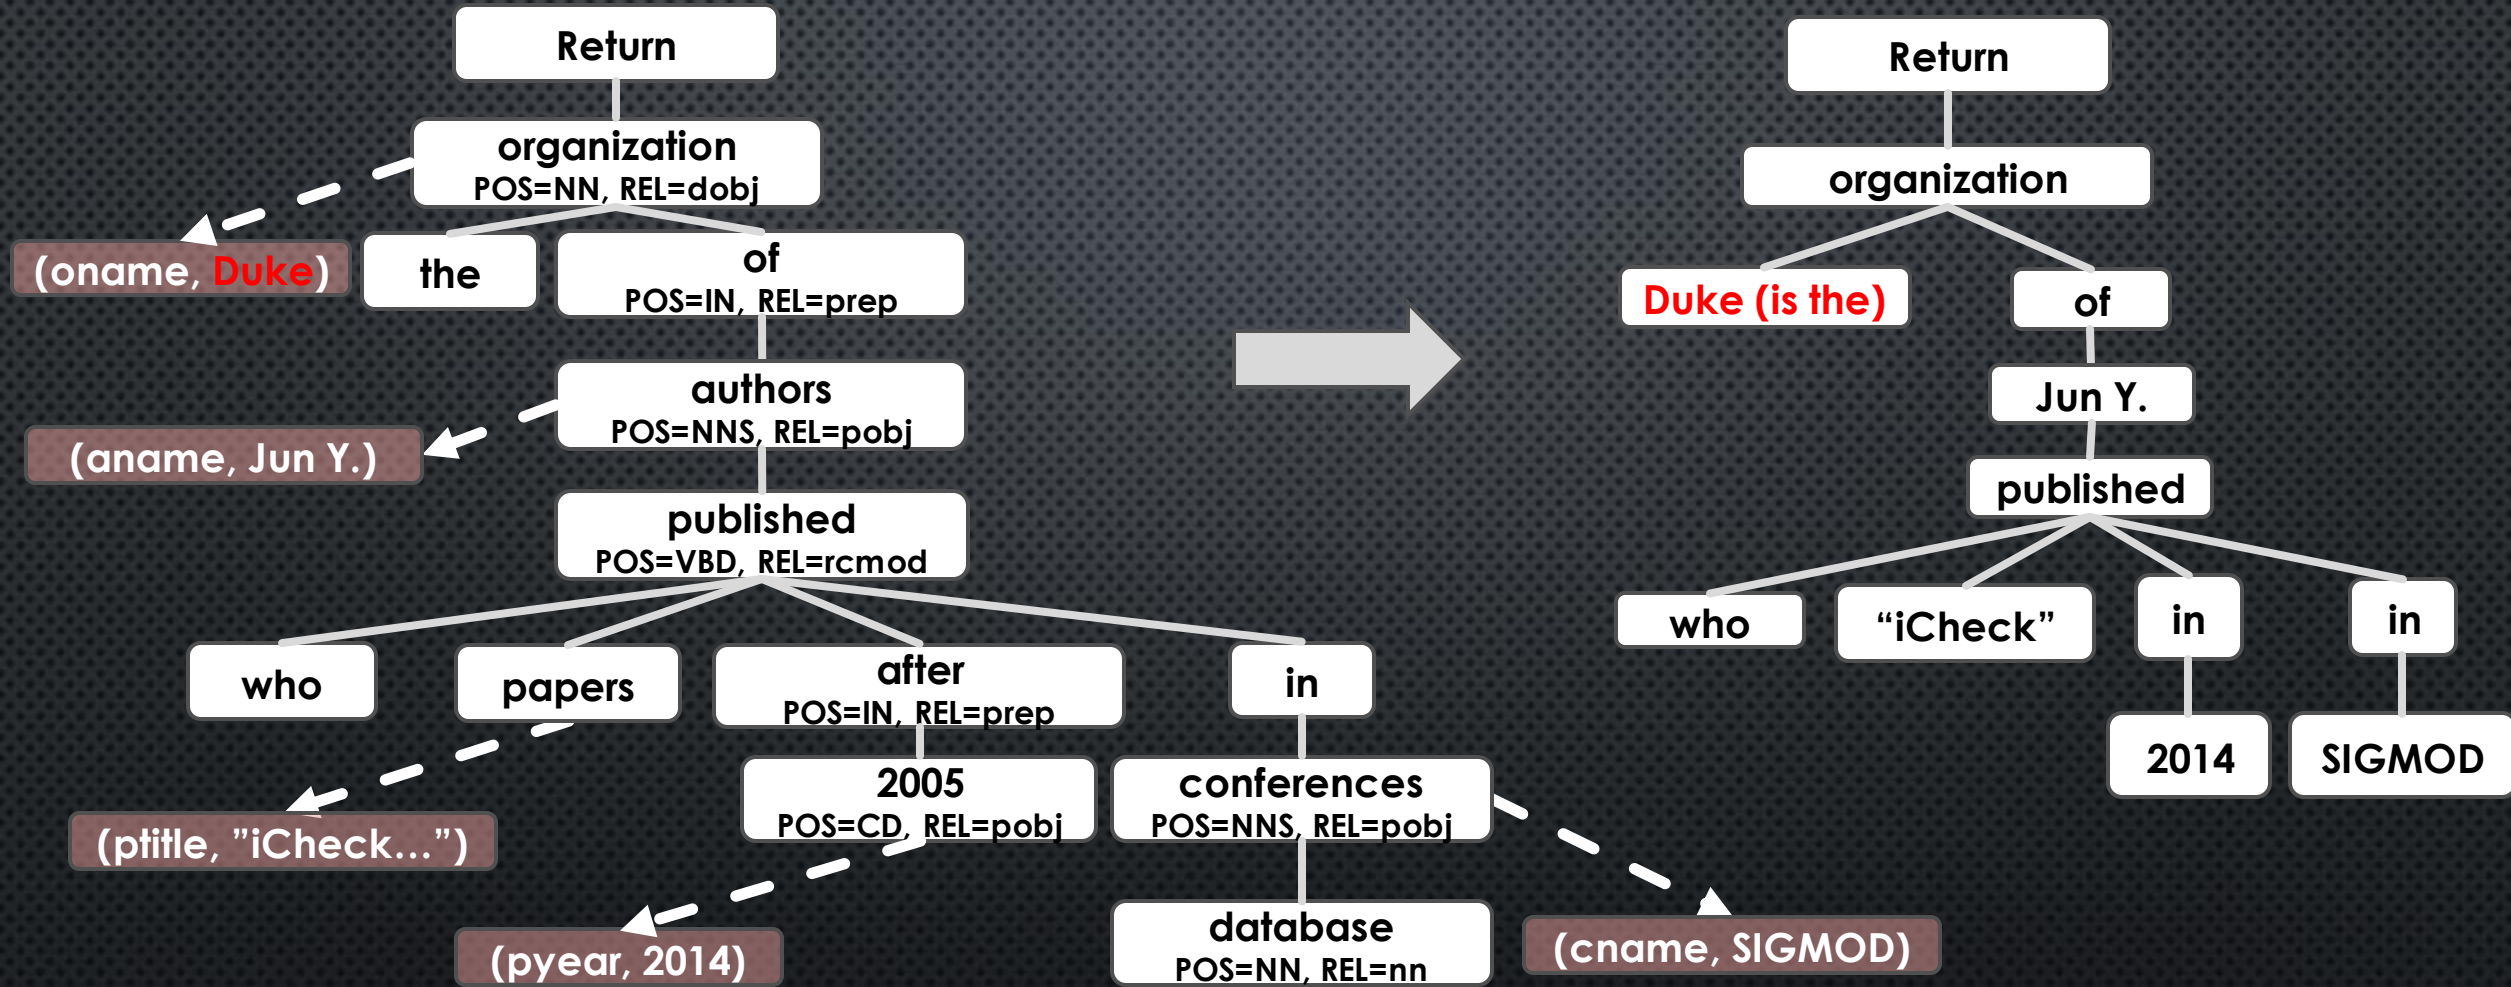 Return
organization
POS=NN, REL=dobj
(oname, Duke)
the
of
POS=IN, REL=prep
authors
POS=NNS, REL=pobj
(aname, Jun Y.)
published
POS=VBD, REL=rcmod
who
papers
after
POS=IN, REL=prep
in
(ptitle, ”iCheck...”)
2005
POS=CD, REL=pobj
conferences
POS=NNS, REL=pobj
(pyear, 2014)
database
POS=NN, REL=nn
(cname, SIGMOD)
Return
organization
Duke (is the)
of
Jun Y.
published
who
“iCheck”
in
in
2014
SIGMOD